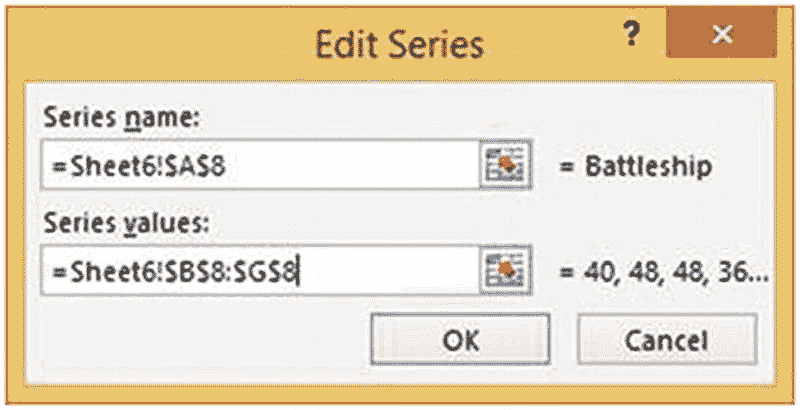 Edit Series
?
×
Series name:
=Sheet6!$A$8
= Battleship
Series values:
=Sheet6!$B$8:$G$8
= 40, 48, 48, 36...
OK
Cancel